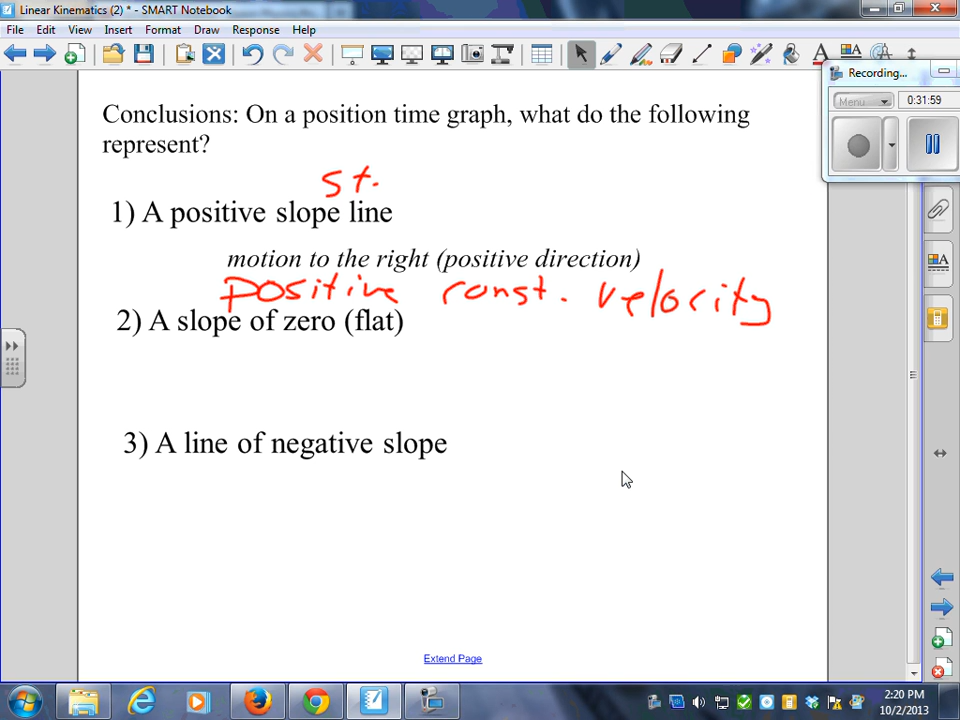 Linear Kinematics (2) * - SMART Notebook
File Edit View Insert Format Draw Response Help
Recording...
Menu 0:31:59
Conclusions: On a position time graph, what do the following
represent?
st.
1) A positive slope line
motion to the right (positive direction)
positive const. velocity
2) A slope of zero (flat)
3) A line of negative slope
Extend Page
2:20 PM
10/2/2013